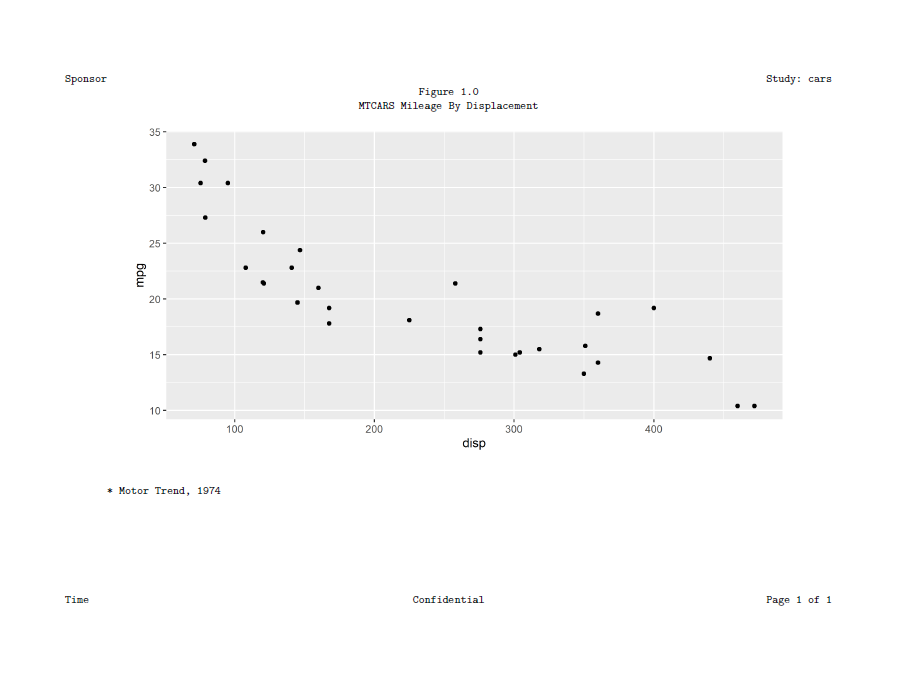 Sponsor Study: cars
Figure 1.0
MTCARS Mileage By Displacement
35
30
25
mpg
20
15
10
100 200 300 400
disp
* Motor Trend, 1974
Time Confidential Page 1 of 1